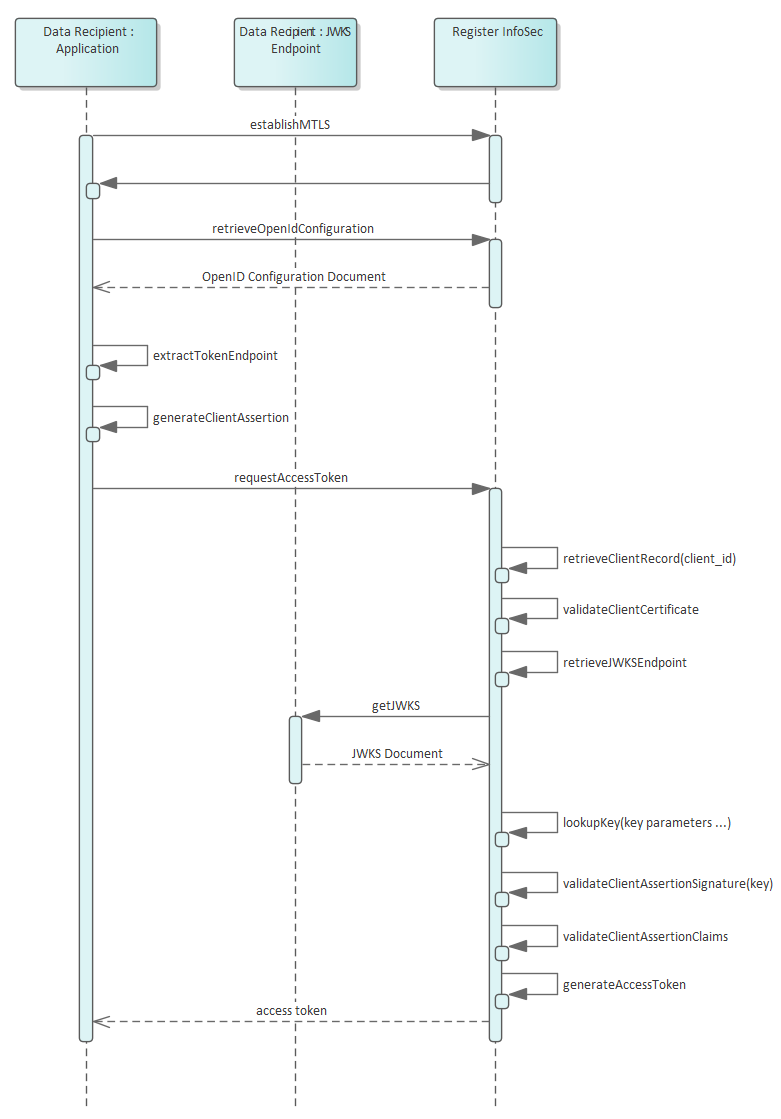 Data Recipient :
Application
Data Recipient : JWKS
Endpoint
Register InfoSec
establishMTLS
retrieveOpenIdConfiguration
OpenID Configuration Document
extractTokenEndpoint
generateClientAssertion
requestAccessToken
retrieveClientRecord(client_id)
validateClientCertificate
retrieveJWKSEndpoint
getJWKS
JWKS Document
lookupKey(key parameters ...)
validateClientAssertionSignature(key)
validateClientAssertionClaims
generateAccessToken
access token